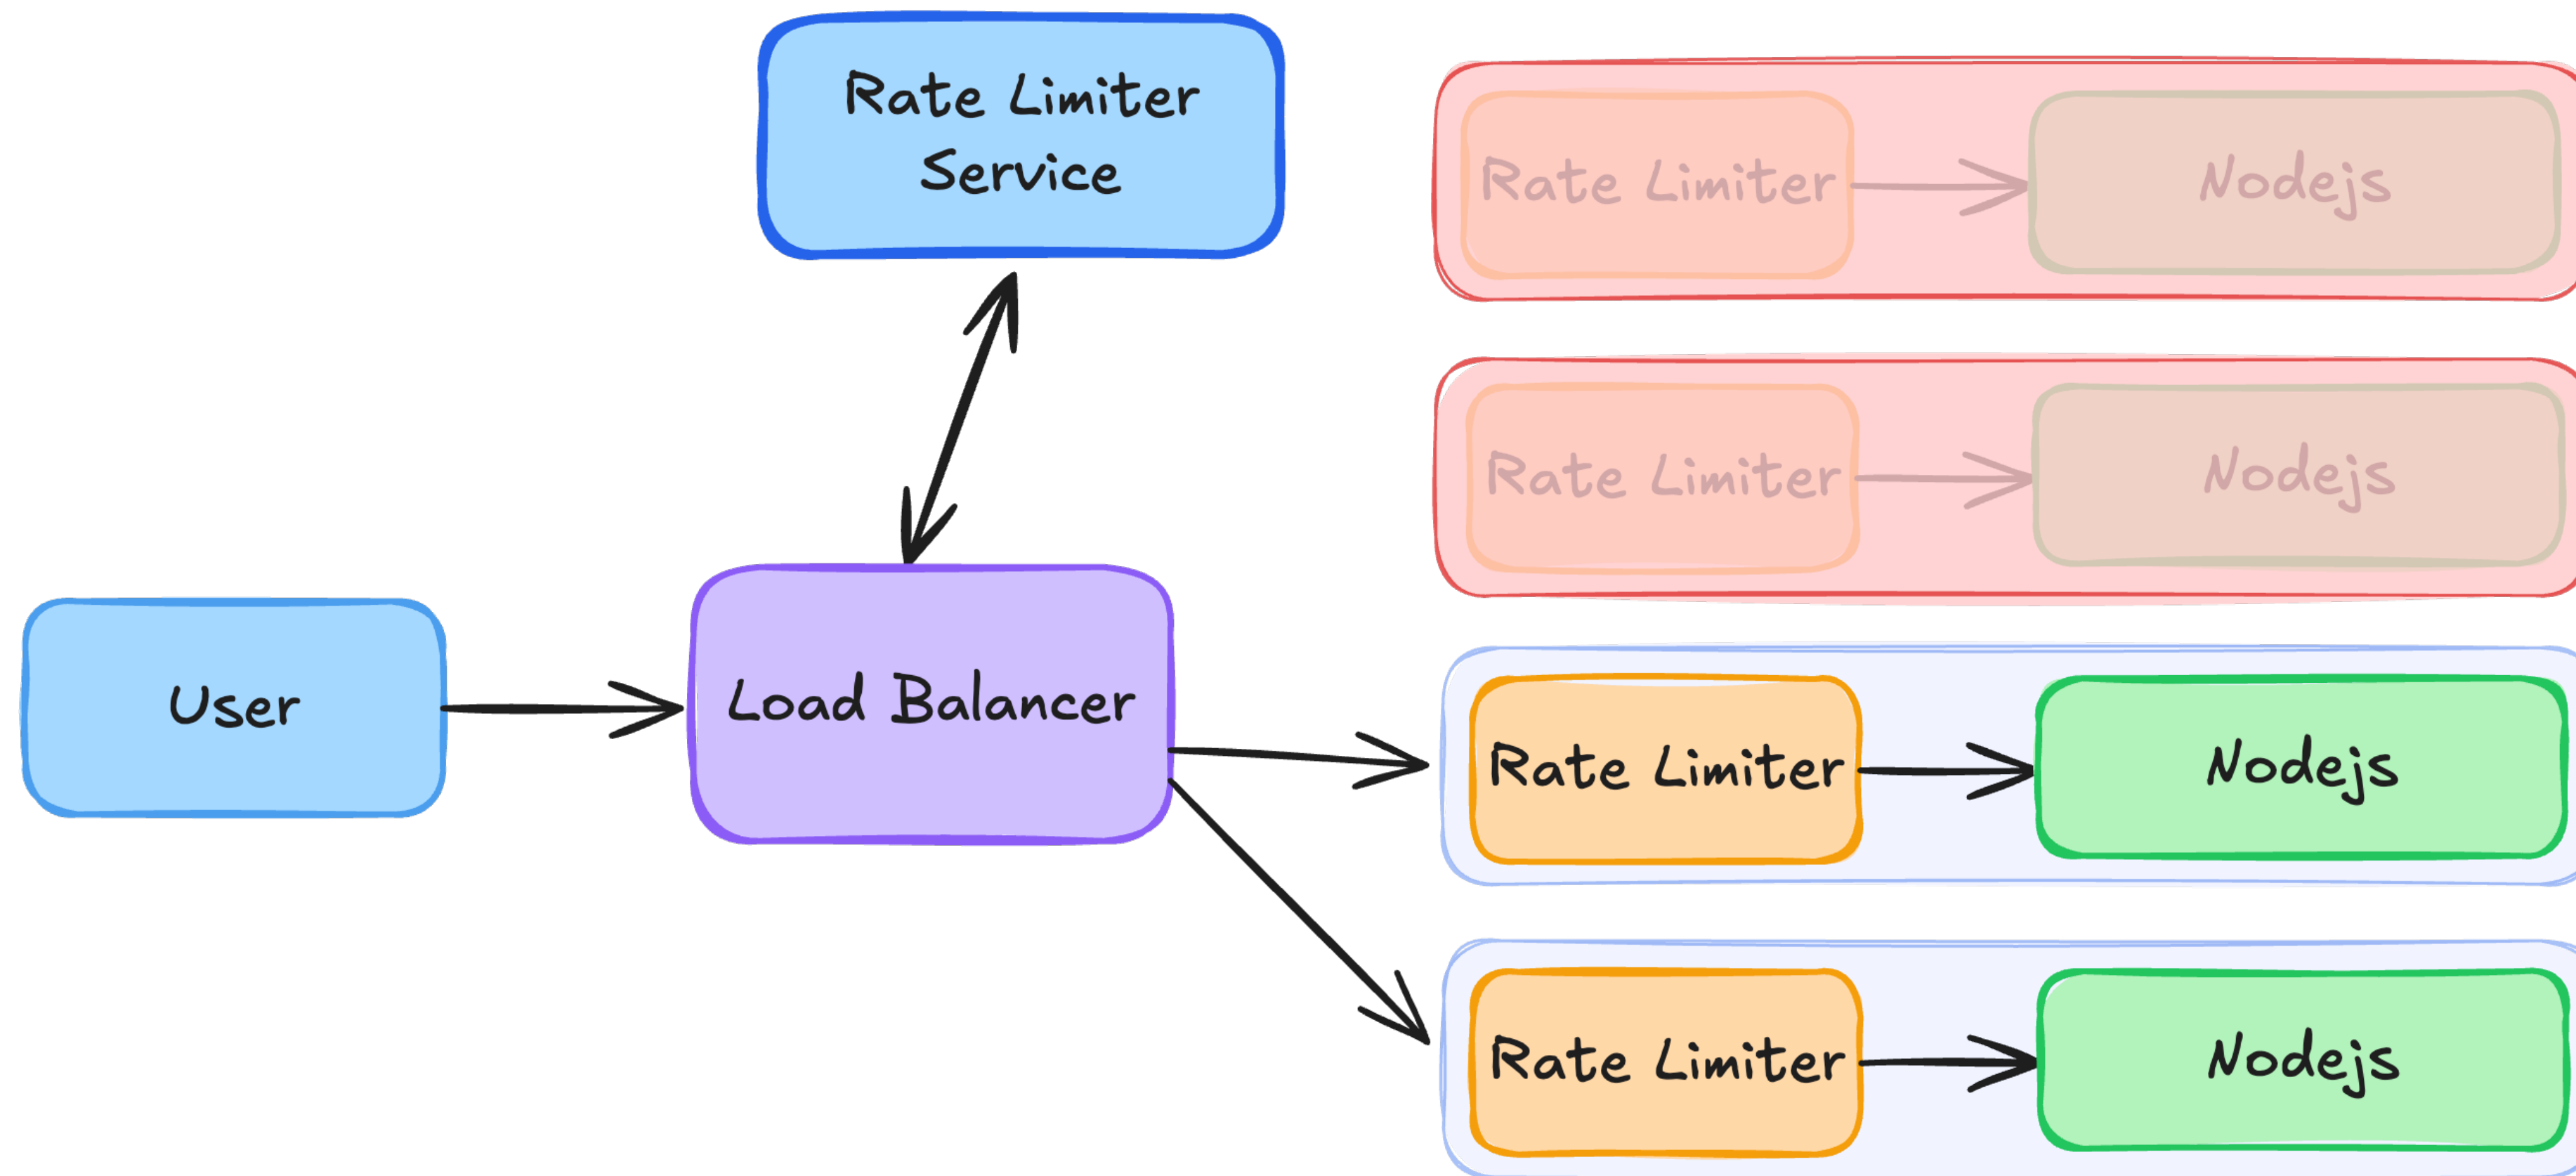 Rate Limiter
Service
Rate Limiter
Nodejs
Rate Limiter
Nodejs
User
Load Balancer
Rate Limiter
Nodejs
Rate Limiter
Nodejs